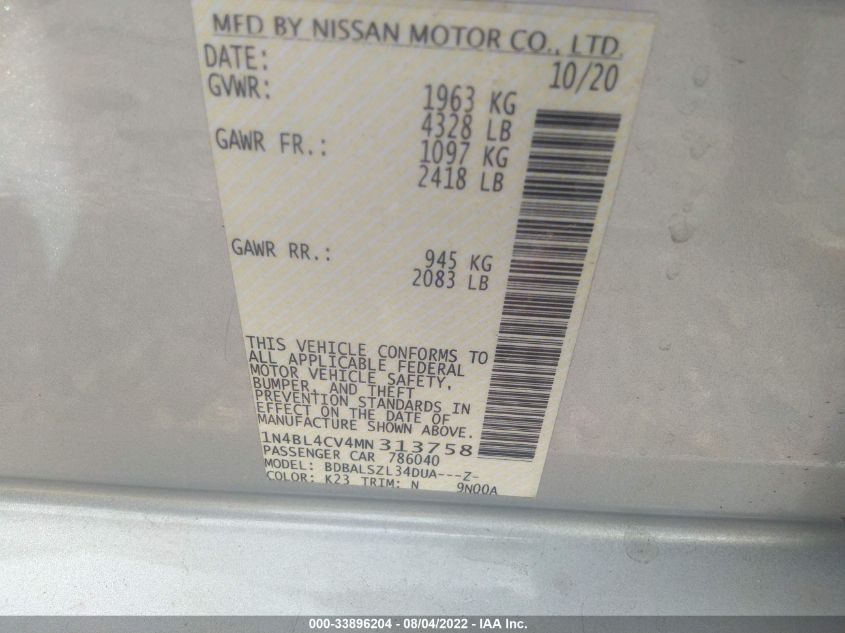 MFD BY NISSAN MOTOR CO., LTD.
DATE: 10/20
GVWR: 1963 KG
4328 LB
GAWR FR.: 1097 KG
2418 LB
GAWR RR.: 945 KG
2083 LB
THIS VEHICLE CONFORMS TO
ALL APPLICABLE FEDERAL
MOTOR VEHICLE SAFETY,
BUMPER, AND THEFT
PREVENTION STANDARDS IN
EFFECT ON THE DATE OF
MANUFACTURE SHOWN ABOVE.
1N4BL4CV4MN313758
PASSENGER CAR 786040
MODEL: BDBALSZL34DUA---Z-
COLOR: K23 TRIM: N 9N00A
000-33896204 - 08/04/2022 - IAA Inc.